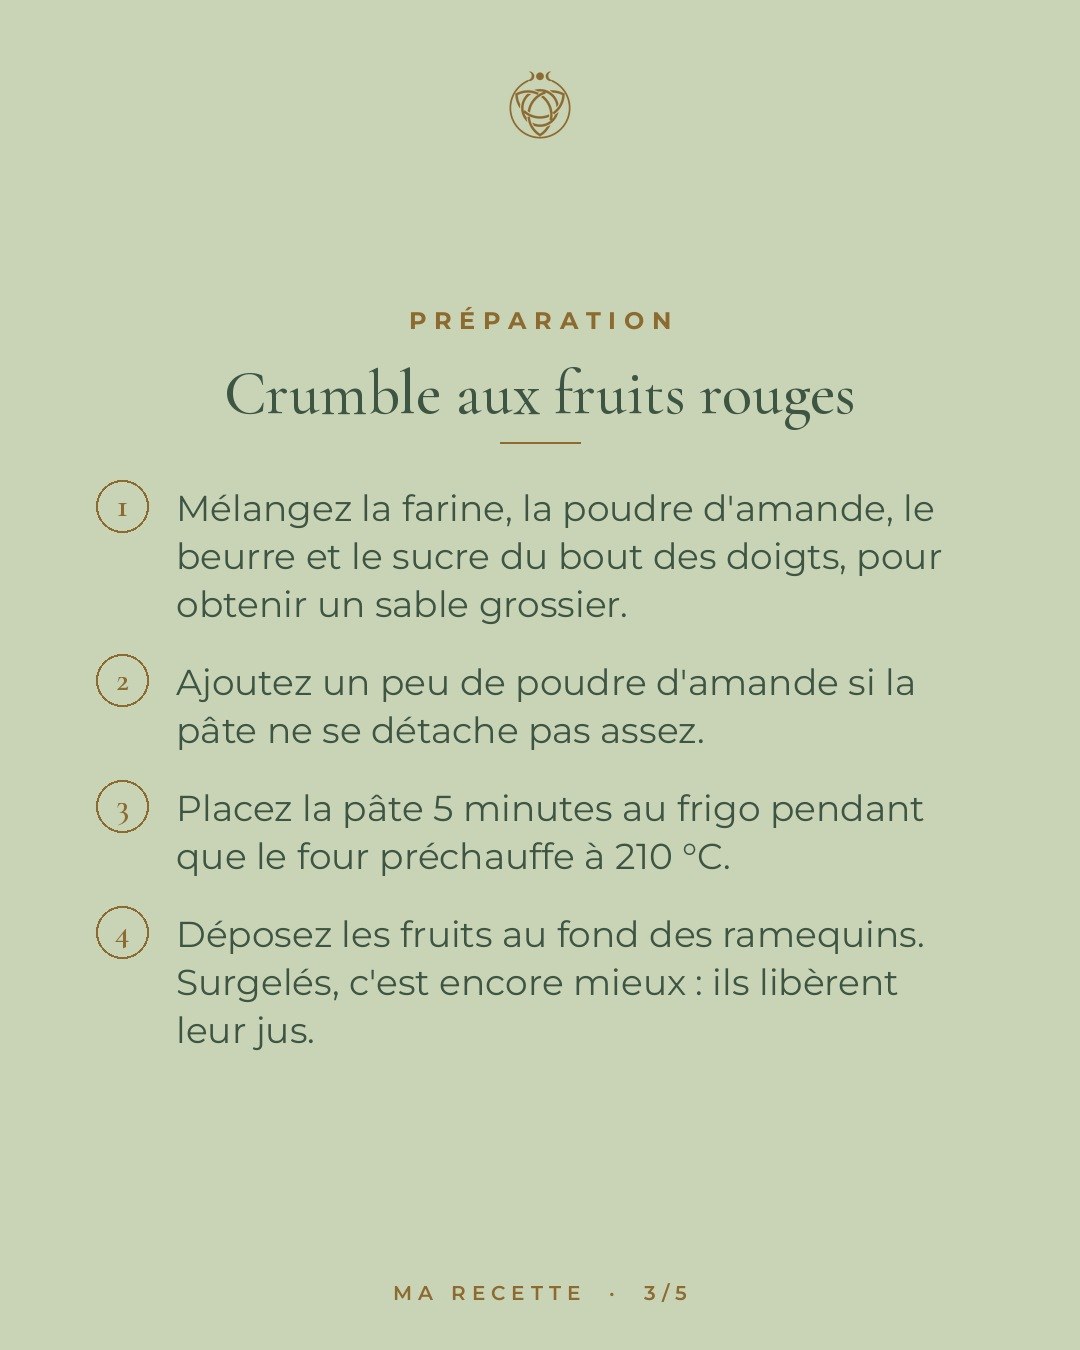 PRÉPARATION
Crumble aux fruits rouges
1 Mélangez la farine, la poudre d'amande, le
beurre et le sucre du bout des doigts, pour
obtenir un sable grossier.
2 Ajoutez un peu de poudre d'amande si la
pâte ne se détache pas assez.
3 Placez la pâte 5 minutes au frigo pendant
que le four préchauffe à 210 °C.
4 Déposez les fruits au fond des ramequins.
Surgelés, c'est encore mieux : ils libèrent
leur jus.
MA RECETTE · 3/5